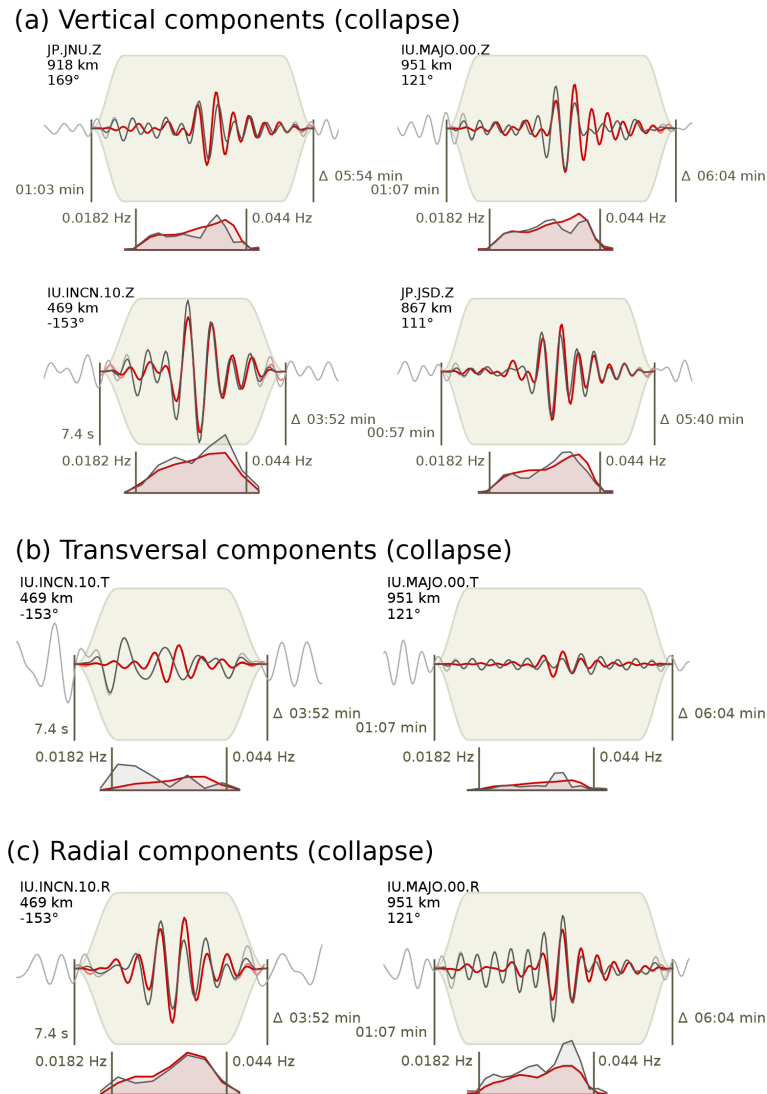 (a) Vertical components (collapse)
JP.JNU.Z
918 km
169°
01:03 min
Δ 05:54 min
0.0182 Hz
0.044 Hz
IU.MAJO.00.Z
951 km
121°
01:07 min
Δ 06:04 min
0.0182 Hz
0.044 Hz
IU.INCN.10.Z
469 km
-153°
7.4 s
Δ 03:52 min
0.0182 Hz
0.044 Hz
JP.JSD.Z
867 km
111°
00:57 min
Δ 05:40 min
0.0182 Hz
0.044 Hz
(b) Transversal components (collapse)
IU.INCN.10.T
469 km
-153°
7.4 s
Δ 03:52 min
0.0182 Hz
0.044 Hz
IU.MAJO.00.T
951 km
121°
01:07 min
Δ 06:04 min
0.0182 Hz
0.044 Hz
(c) Radial components (collapse)
IU.INCN.10.R
469 km
-153°
7.4 s
Δ 03:52 min
0.0182 Hz
0.044 Hz
IU.MAJO.00.R
951 km
121°
01:07 min
Δ 06:04 min
0.0182 Hz
0.044 Hz